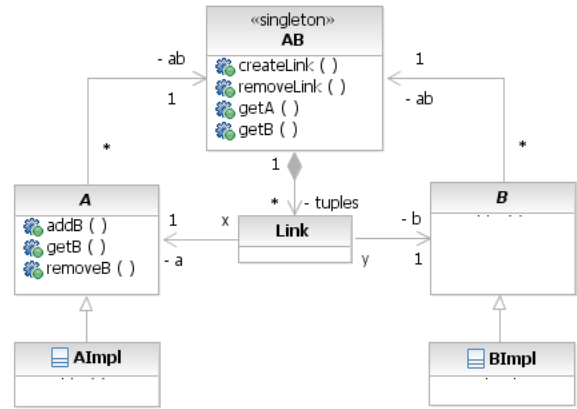 «singleton»
AB
createLink ( )
removeLink ( )
getA ( )
getB ( )
- ab
1
*
1
- ab
*
1
* - tuples
A
addB ( )
getB ( )
removeB ( )
1
x
- a
Link
- b
y
1
B
AImpl
BImpl